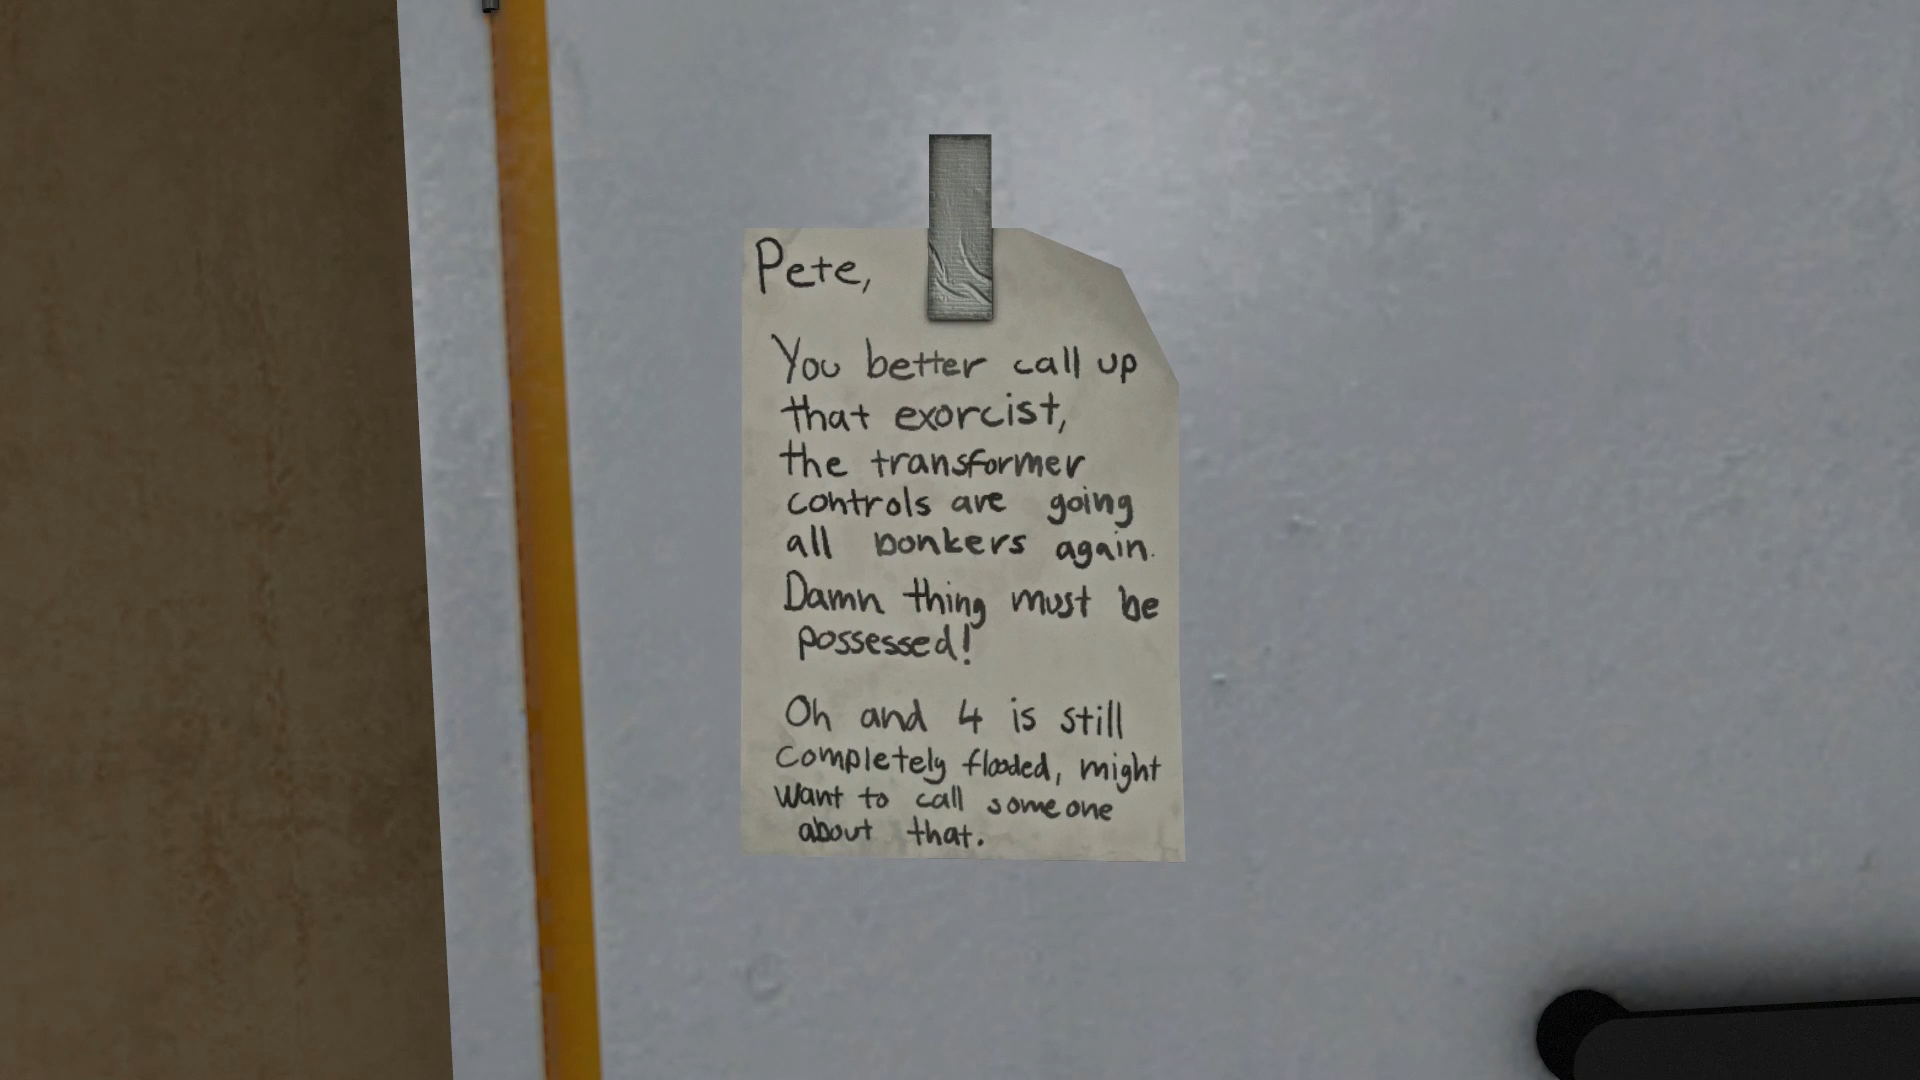 Pete,
You better call up
that exorcist,
the transformer
controls are going
all bonkers again.
Damn thing must be
possessed!
Oh and 4 is still
completely flooded, might
want to call someone
about that.